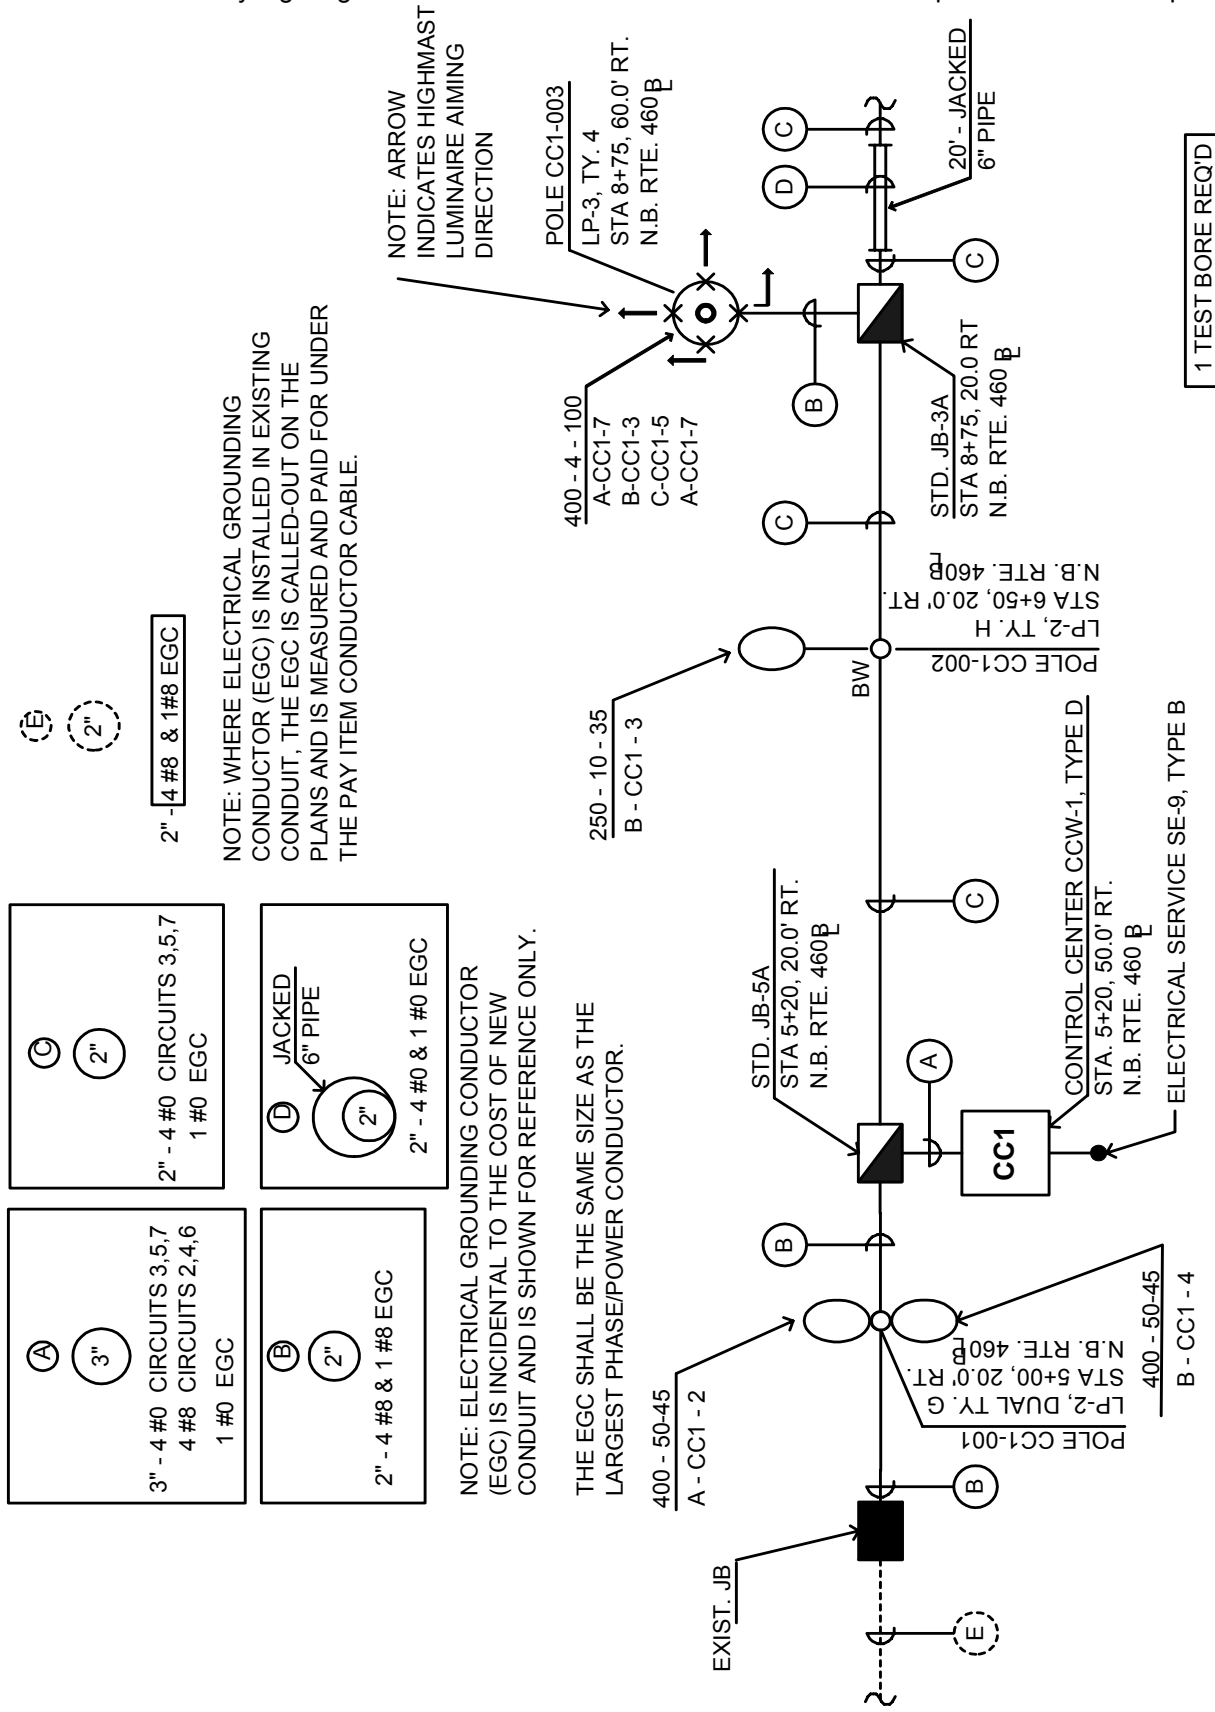 A
3"
3" - 4 #0 CIRCUITS 3,5,7
4 #8 CIRCUITS 2,4,6
1 #0 EGC
C
2"
2" - 4 #0 CIRCUITS 3,5,7
1 #0 EGC
E
2"
2" - 4 #8 & 1#8 EGC
B
2"
2" - 4 #8 & 1 #8 EGC
D
JACKED
6" PIPE
2"
2" - 4 #0 & 1 #0 EGC
NOTE: WHERE ELECTRICAL GROUNDING
CONDUCTOR (EGC) IS INSTALLED IN EXISTING
CONDUIT, THE EGC IS CALLED-OUT ON THE
PLANS AND IS MEASURED AND PAID FOR UNDER
THE PAY ITEM CONDUCTOR CABLE.
NOTE: ELECTRICAL GROUNDING CONDUCTOR
(EGC) IS INCIDENTAL TO THE COST OF NEW
CONDUIT AND IS SHOWN FOR REFERENCE ONLY.
THE EGC SHALL BE THE SAME SIZE AS THE
LARGEST PHASE/POWER CONDUCTOR.
NOTE: ARROW
INDICATES HIGHMAST
LUMINAIRE AIMING
DIRECTION
POLE CC1-003
LP-3, TY. 4
STA 8+75, 60.0' RT.
N.B. RTE. 460 BL
400 - 4 - 100
A-CC1-7
B-CC1-3
C-CC1-5
A-CC1-7
250 - 10 - 35
B - CC1 - 3
400 - 50-45
A - CC1 - 2
EXIST. JB
STD. JB-5A
STA 5+20, 20.0' RT.
N.B. RTE. 460 BL
B
C
D
C
BW
B
E
B
A
C
C
POLE CC1-001
LP-2, DUAL TY. G
STA 5+00, 20.0' RT.
N.B. RTE. 460 BL
400 - 50-45
B - CC1 - 4
CC1
CONTROL CENTER CCW-1, TYPE D
STA. 5+20, 50.0' RT.
N.B. RTE. 460 BL
ELECTRICAL SERVICE SE-9, TYPE B
POLE CC1-002
LP-2, TY. H
STA 6+50, 20.0' RT.
N.B. RTE. 460 BL
STD. JB-3A
STA 8+75, 20.0 RT
N.B. RTE. 460 BL
20' - JACKED
6" PIPE
1 TEST BORE REQ'D